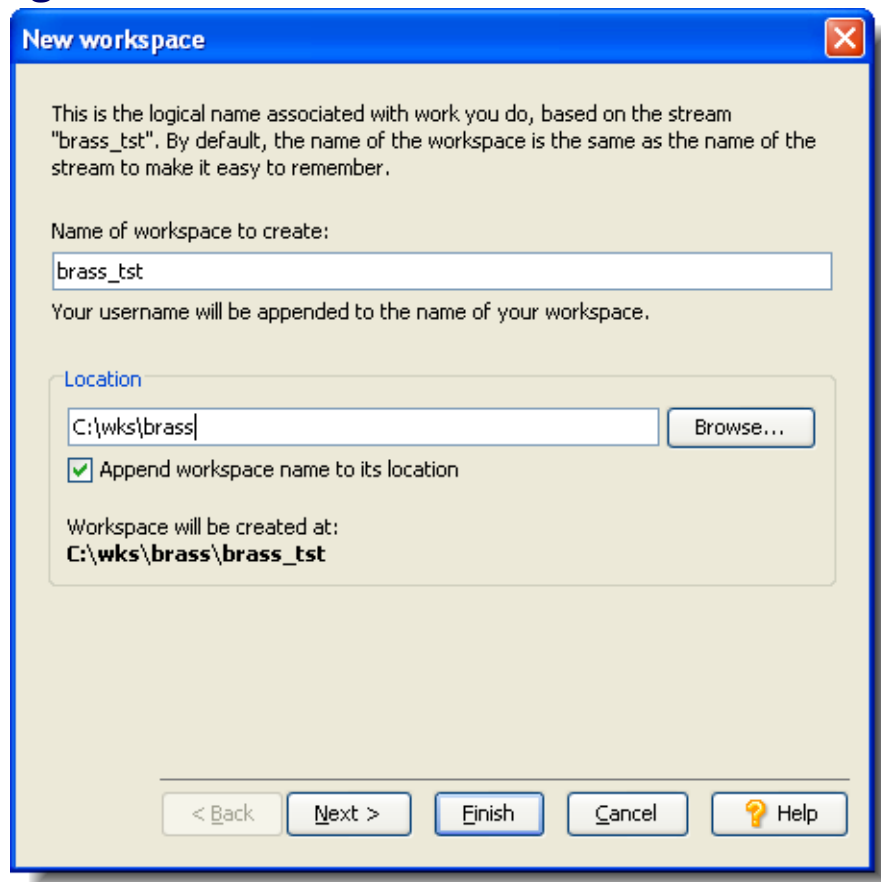 New workspace
This is the logical name associated with work you do, based on the stream
"brass_tst". By default, the name of the workspace is the same as the name of the
stream to make it easy to remember.
Name of workspace to create:
brass_tst
Your username will be appended to the name of your workspace.
Location
C:\wks\brass
Browse...
Append workspace name to its location
Workspace will be created at:
C:\wks\brass\brass_tst
< Back Next > Finish Cancel Help